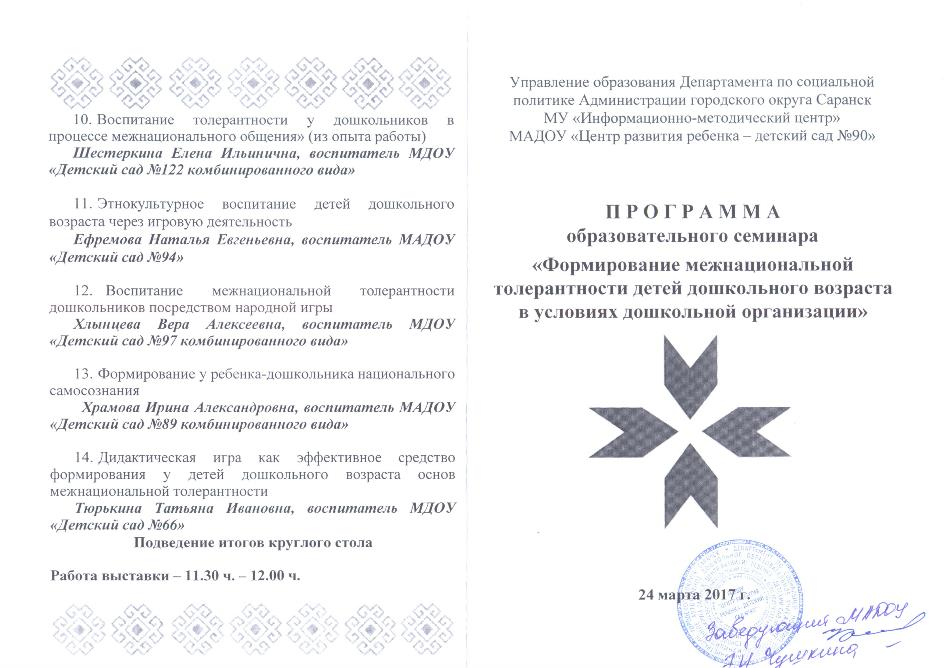 10. Воспитание толерантности у дошкольников в
процессе межнационального общения» (из опыта работы)
Шестеркина Елена Ильинична, воспитатель МДОУ
«Детский сад №122 комбинированного вида»
11. Этнокультурное воспитание детей дошкольного
возраста через игровую деятельность
Ефремова Наталья Евгеньевна, воспитатель МАДОУ
«Детский сад №94»
12. Воспитание межнациональной толерантности
дошкольников посредством народной игры
Хлынцева Вера Алексеевна, воспитатель МДОУ
«Детский сад №97 комбинированного вида»
13. Формирование у ребенка-дошкольника национального
самосознания
Храмова Ирина Александровна, воспитатель МАДОУ
«Детский сад №89 комбинированного вида»
14. Дидактическая игра как эффективное средство
формирования у детей дошкольного возраста основ
межнациональной толерантности
Тюрькина Татьяна Ивановна, воспитатель МДОУ
«Детский сад №66»
Подведение итогов круглого стола
Работа выставки – 11.30 ч. – 12.00 ч.
Управление образования Департамента по социальной
политике Администрации городского округа Саранск
МУ «Информационно-методический центр»
МАДОУ «Центр развития ребенка – детский сад №90»
П Р О Г Р А М М А
образовательного семинара
«Формирование межнациональной
толерантности детей дошкольного возраста
в условиях дошкольной организации»
24 марта 2017 г.
Заведующий МАДОУ